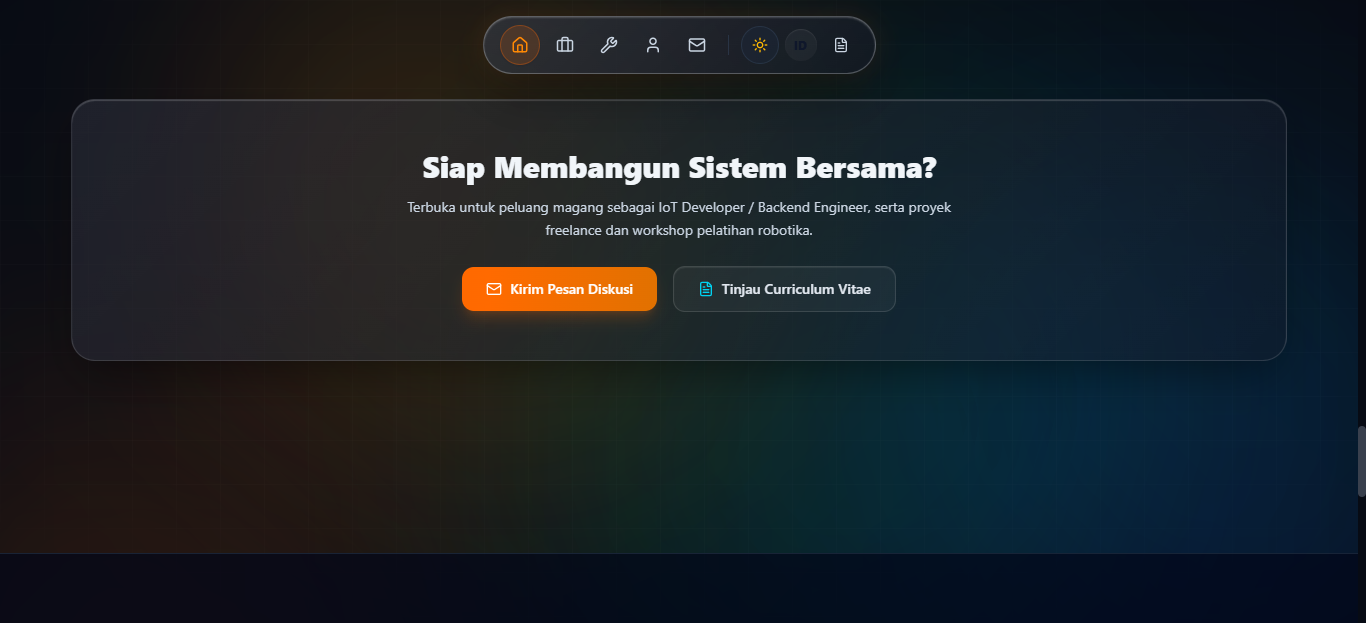 ID
Siap Membangun Sistem Bersama?
Terbuka untuk peluang magang sebagai IoT Developer / Backend Engineer, serta proyek
freelance dan workshop pelatihan robotika.
Kirim Pesan Diskusi
Tinjau Curriculum Vitae